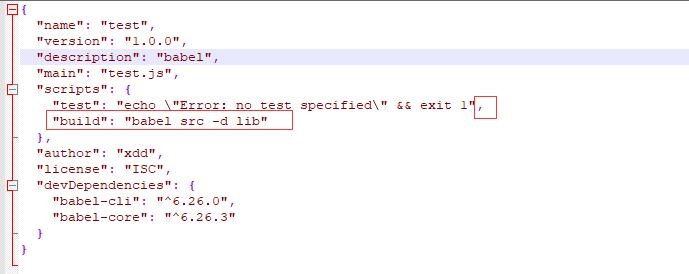 {
  "name": "test",
  "version": "1.0.0",
  "description": "babel",
  "main": "test.js",
  "scripts": {
    "test": "echo \"Error: no test specified\" && exit 1",
    "build": "babel src -d lib"
  },
  "author": "xdd",
  "license": "ISC",
  "devDependencies": {
    "babel-cli": "^6.26.0",
    "babel-core": "^6.26.3"
  }
}